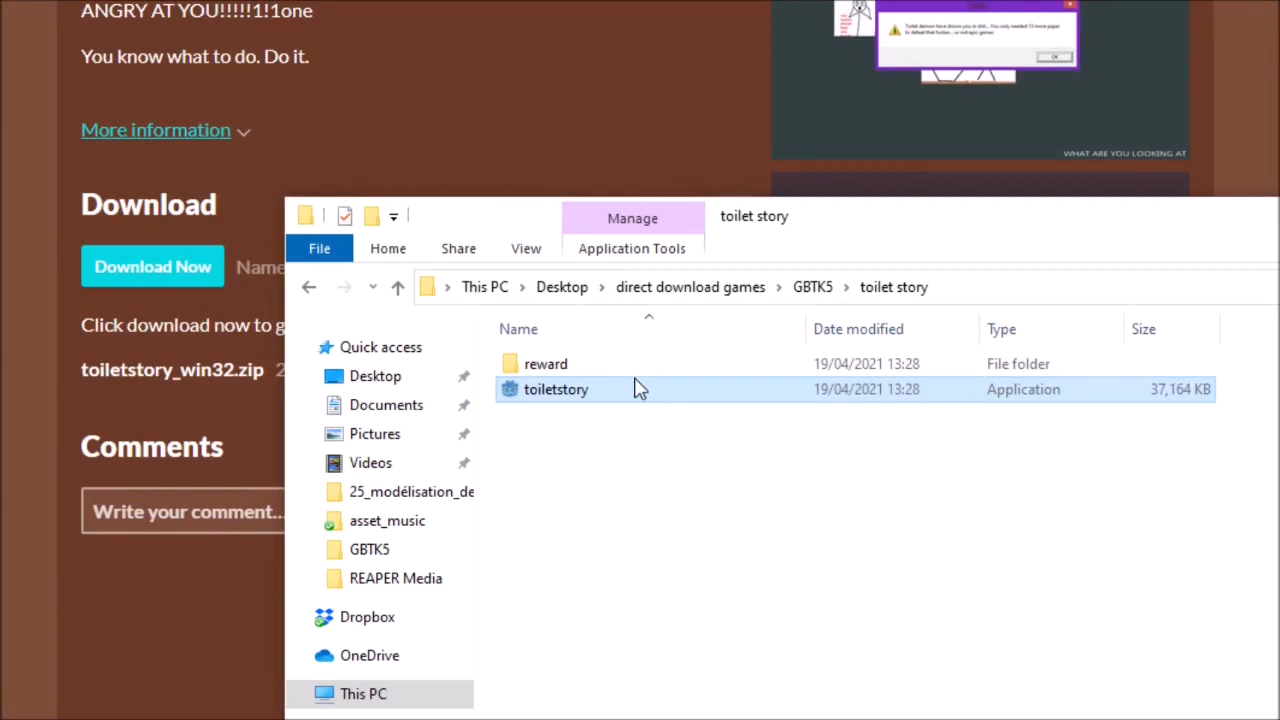 ANGRY AT YOU!!!!!1!1one
You know what to do. Do it.
More information
Download
Download Now Name
Click download now to g
toiletstory_win32.zip 2
Comments
Write your comment...
WHAT ARE YOU LOOKING AT
OK
Manage toilet story
File Home Share View Application Tools
This PC > Desktop > direct download games > GBTK5 > toilet story
Name Date modified Type Size
reward 19/04/2021 13:28 File folder
toiletstory 19/04/2021 13:28 Application 37,164 KB
Quick access
Desktop
Documents
Pictures
Videos
25_modélisation_de
asset_music
GBTK5
REAPER Media
Dropbox
OneDrive
This PC